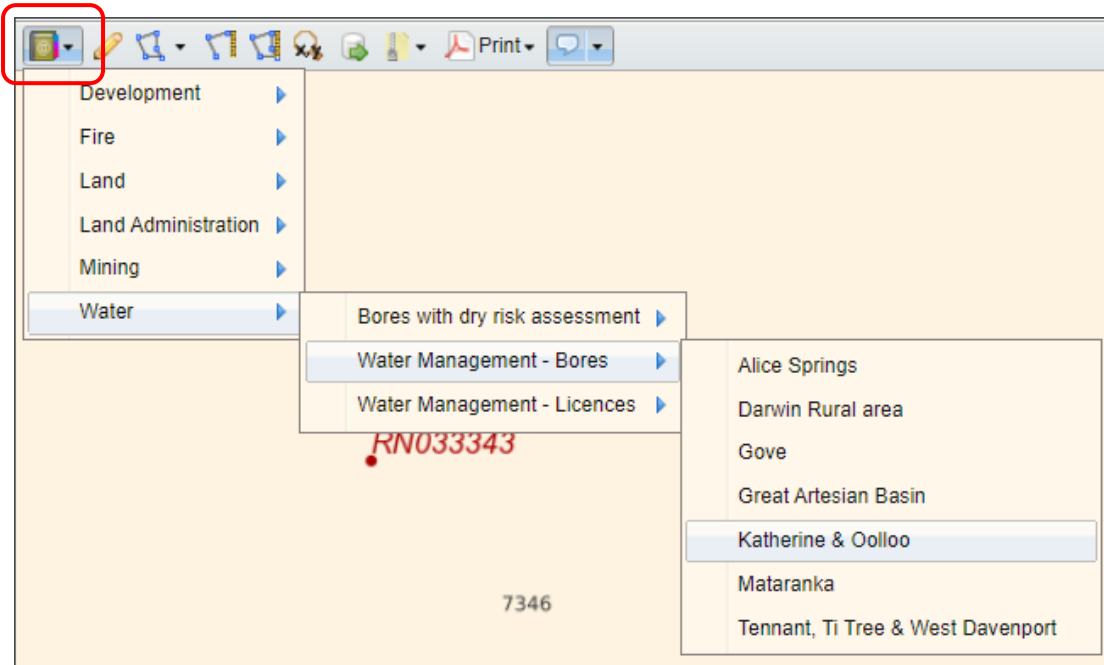 Print
Development
Fire
Land
Land Administration
Mining
Water
Bores with dry risk assessment
Water Management - Bores
Water Management - Licences
Alice Springs
Darwin Rural area
Gove
Great Artesian Basin
Katherine & Oolloo
Mataranka
Tennant, Ti Tree & West Davenport
RN033343
7346